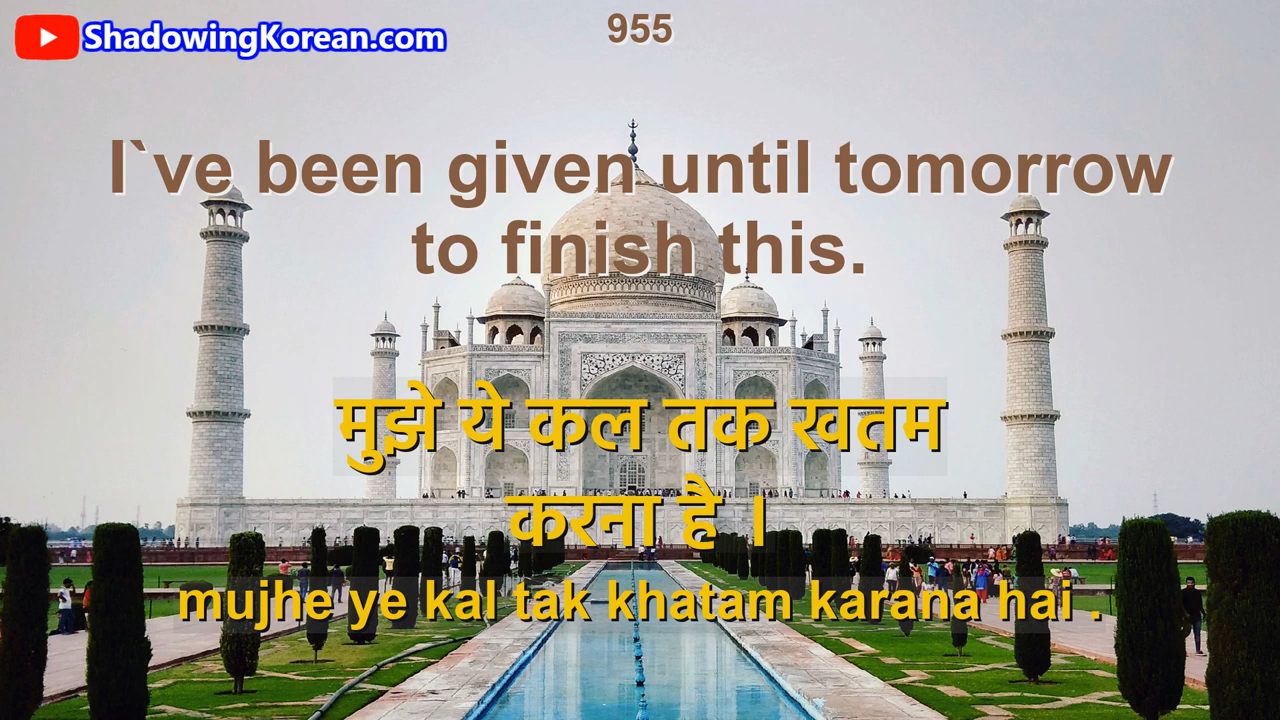 ShadowingKorean.com
955
I`ve been given until tomorrow
to finish this.
मुझे ये कल तक खतम
करना है ।
mujhe ye kal tak khatam karana hai .